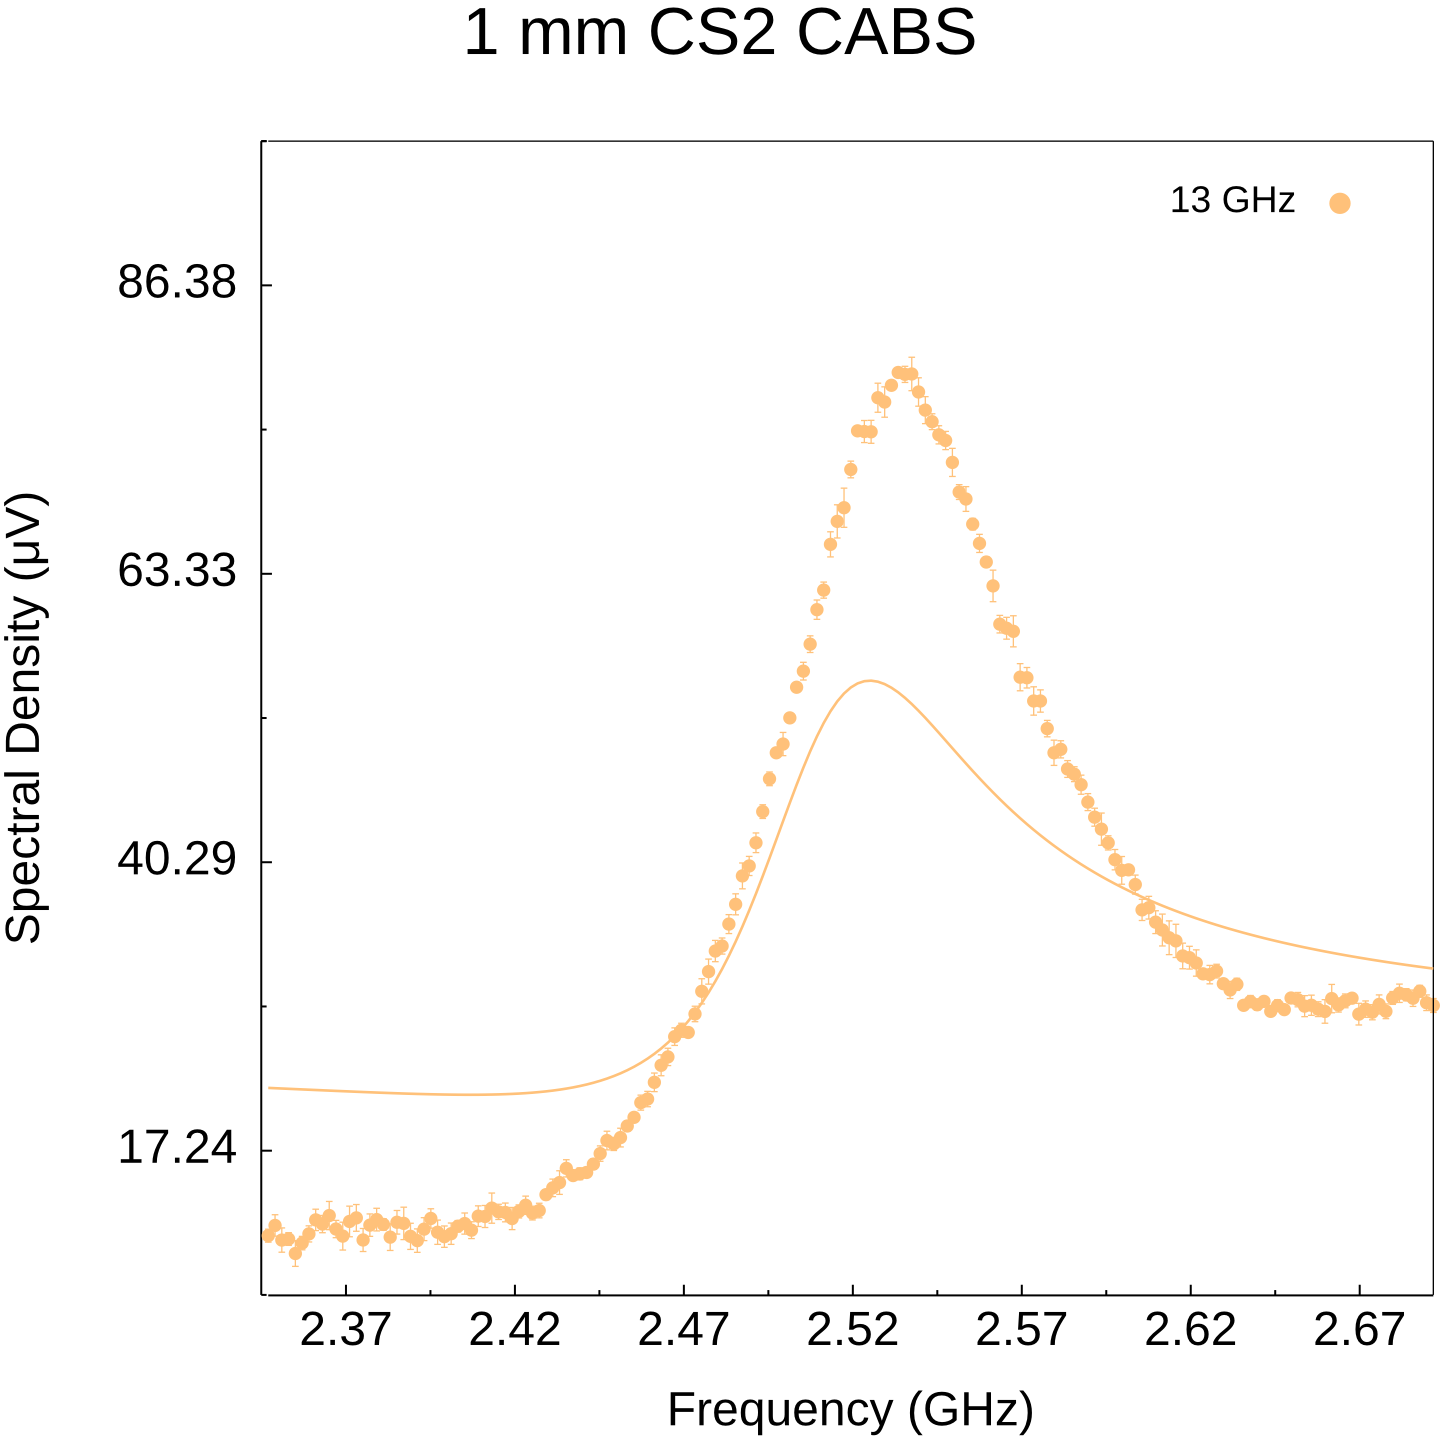 1 mm CS2 CABS
13 GHz
86.38
63.33
40.29
17.24
Spectral Density (μV)
2.37 2.42 2.47 2.52 2.57 2.62 2.67
Frequency (GHz)